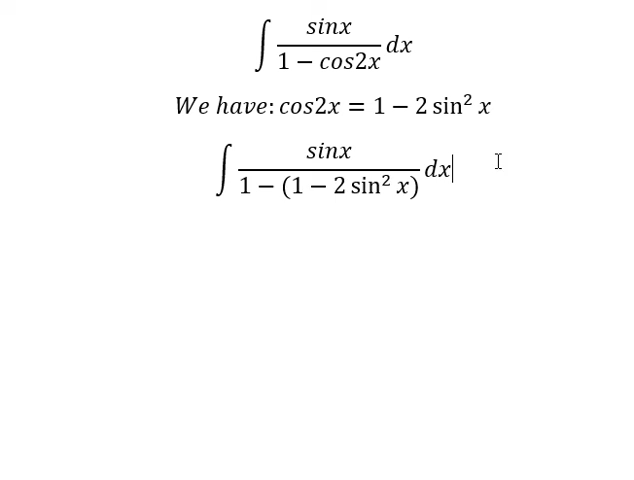 ∫ sinx / 1 − cos2x dx
We have: cos2x = 1 − 2 sin² x
∫ sinx / 1 − (1 − 2 sin² x) dx